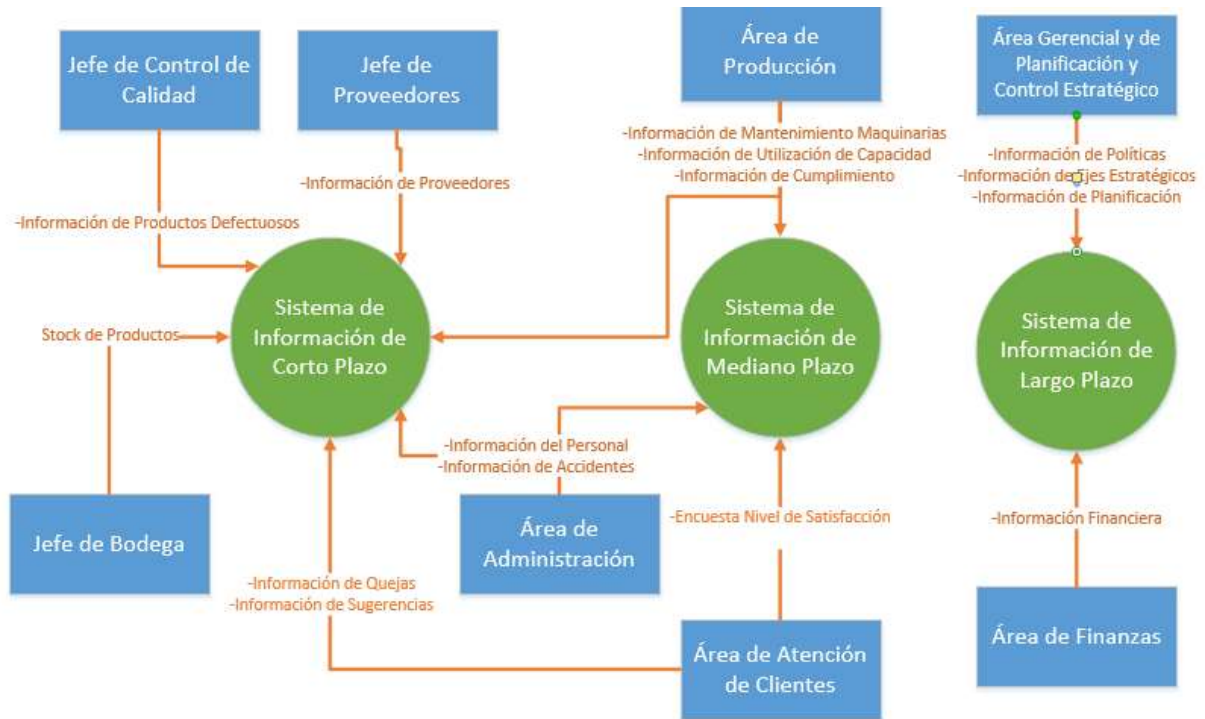 Jefe de Control de
Calidad
Jefe de
Proveedores
Área de
Producción
Área Gerencial y de
Planificación y
Control Estratégico
-Información de Mantenimiento Maquinarias
-Información de Utilización de Capacidad
-Información de Cumplimiento
-Información de Políticas
-Información de Ejes Estratégicos
-Información de Planificación
-Información de Proveedores
-Información de Productos Defectuosos
Stock de Productos
Sistema de
Información de
Corto Plazo
Sistema de
Información de
Mediano Plazo
Sistema de
Información de
Largo Plazo
-Información del Personal
-Información de Accidentes
Jefe de Bodega
Área de
Administración
-Encuesta Nivel de Satisfacción
-Información Financiera
-Información de Quejas
-Información de Sugerencias
Área de Atención
de Clientes
Área de Finanzas